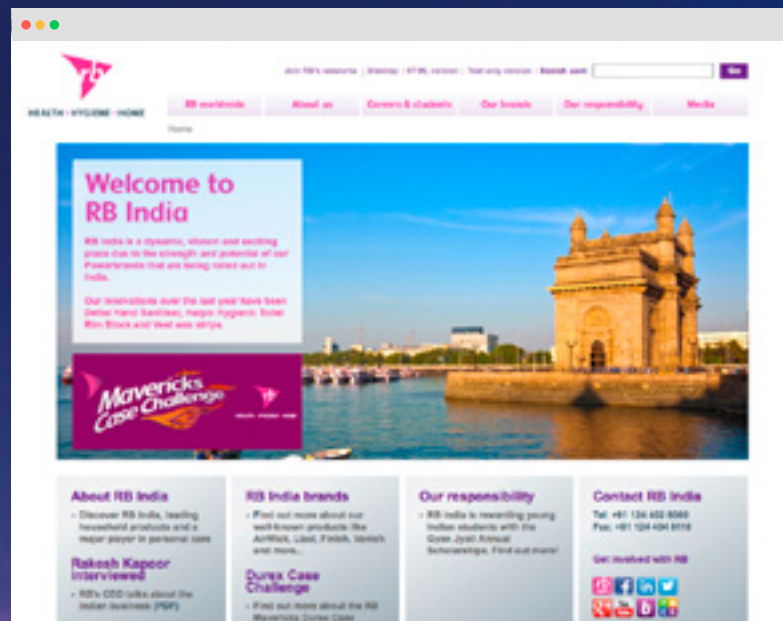 rb
HEALTH • HYGIENE • HOME
Join RB's networks | Sitemap | HTML version | Text only version | Search user: Go
RB worldwide About us Careers & students Our brands Our responsibility Media
Home
Welcome to
RB India
RB India is a dynamic, vibrant and exciting
place due to the strength and potential of our
Powerbrands that are being rolled out in
India.
Our innovations over the last year have been
Dettol Hand Sanitiser, Harpic Hygienic Toilet
Rim Block and Veet wax strips.
Mavericks
Case Challenge
rb
About RB India
› Discover RB India, leading
household products and a
major player in personal care
Rakesh Kapoor
interviewed
› RB's CEO talks about the
Indian business (PDF)
RB India brands
› Find out more about our
well-known products like
AirWick, Lizol, Finish, Vanish
and more...
Durex Case
Challenge
› Find out more about the RB
Mavericks Durex Case
Our responsibility
› RB India is rewarding young
Indian students with the
Gyan Jyoti Annual
Scholarships. Find out more!
Contact RB India
Tel:
Fax:
Get involved with RB